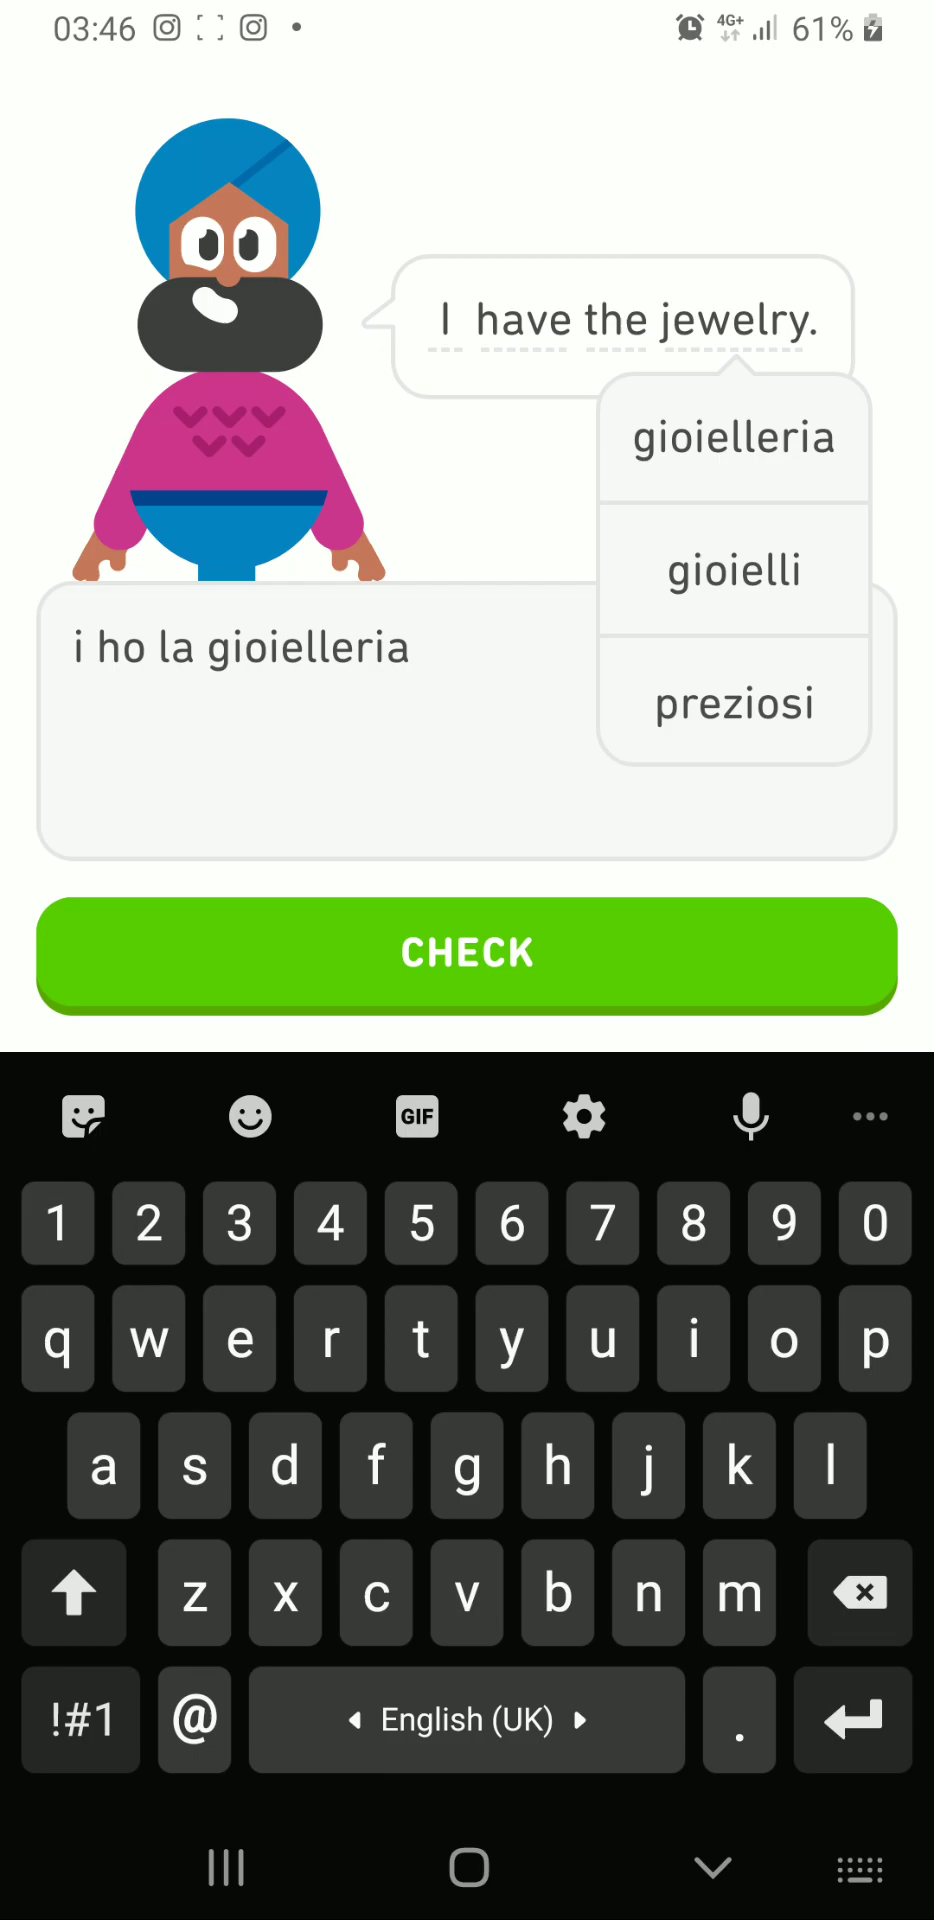 03:46 4G+ 61%
I have the jewelry.
gioielleria
gioielli
preziosi
i ho la gioielleria
CHECK
GIF
1 2 3 4 5 6 7 8 9 0
q w e r t y u i o p
a s d f g h j k l
z x c v b n m
!#1 @ English (UK) .